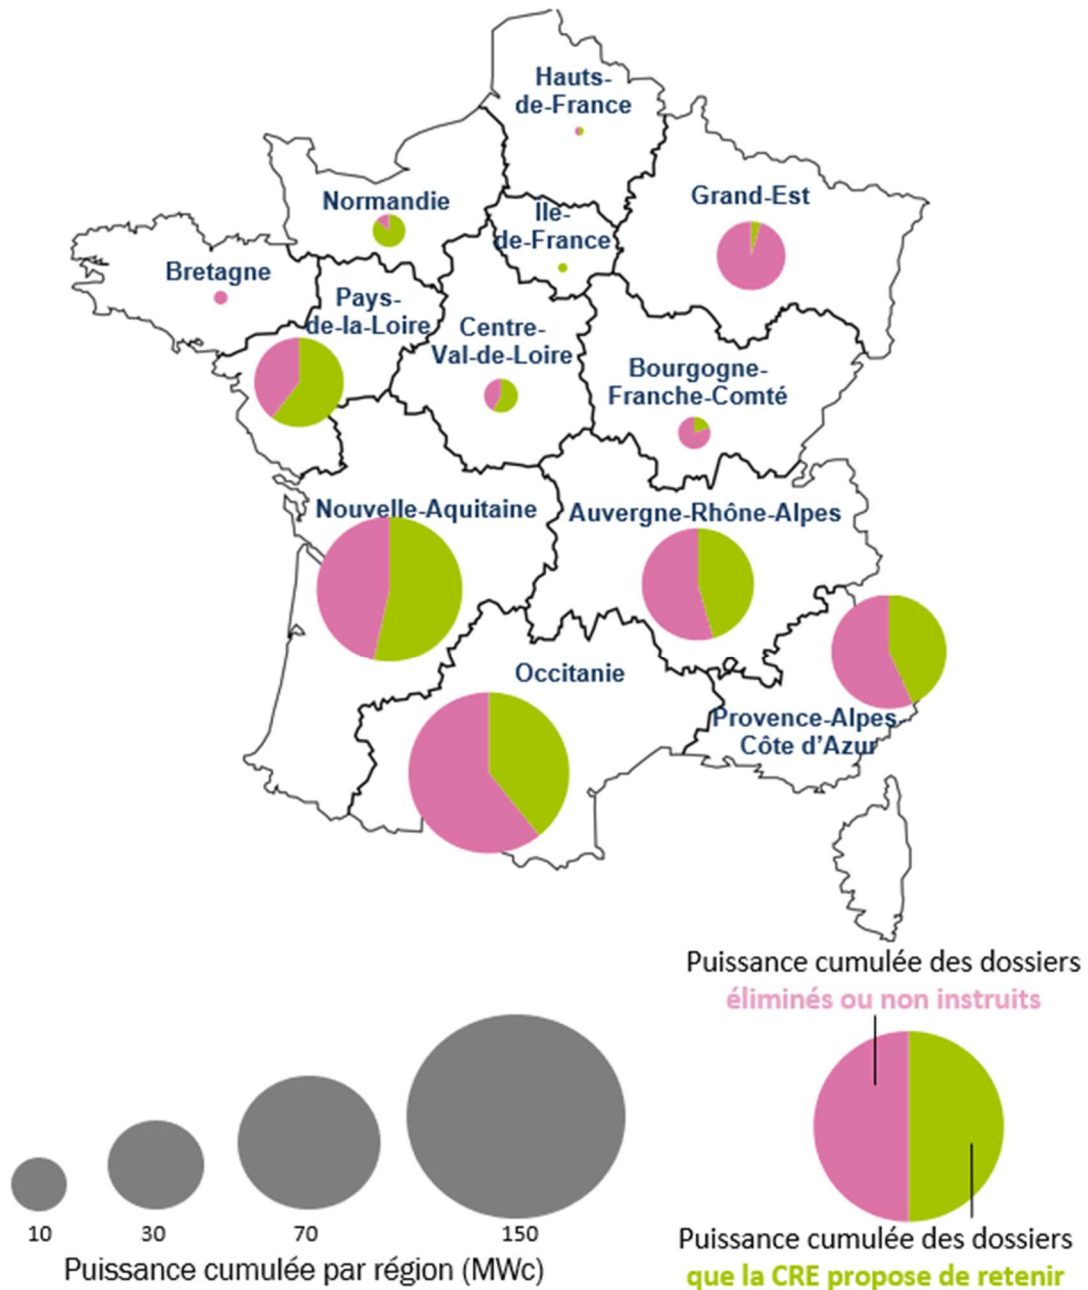 Hauts-
de-France
Normandie
Ile-
de-France
Grand-Est
Bretagne
Pays-
de-la-Loire
Centre-
Val-de-Loire
Bourgogne-
Franche-Comté
Nouvelle-Aquitaine
Auvergne-Rhône-Alpes
Occitanie
Provence-Alpes-
Côte d'Azur
Puissance cumulée des dossiers
éliminés ou non instruits
10 30 70 150
Puissance cumulée par région (MWc)
Puissance cumulée des dossiers
que la CRE propose de retenir